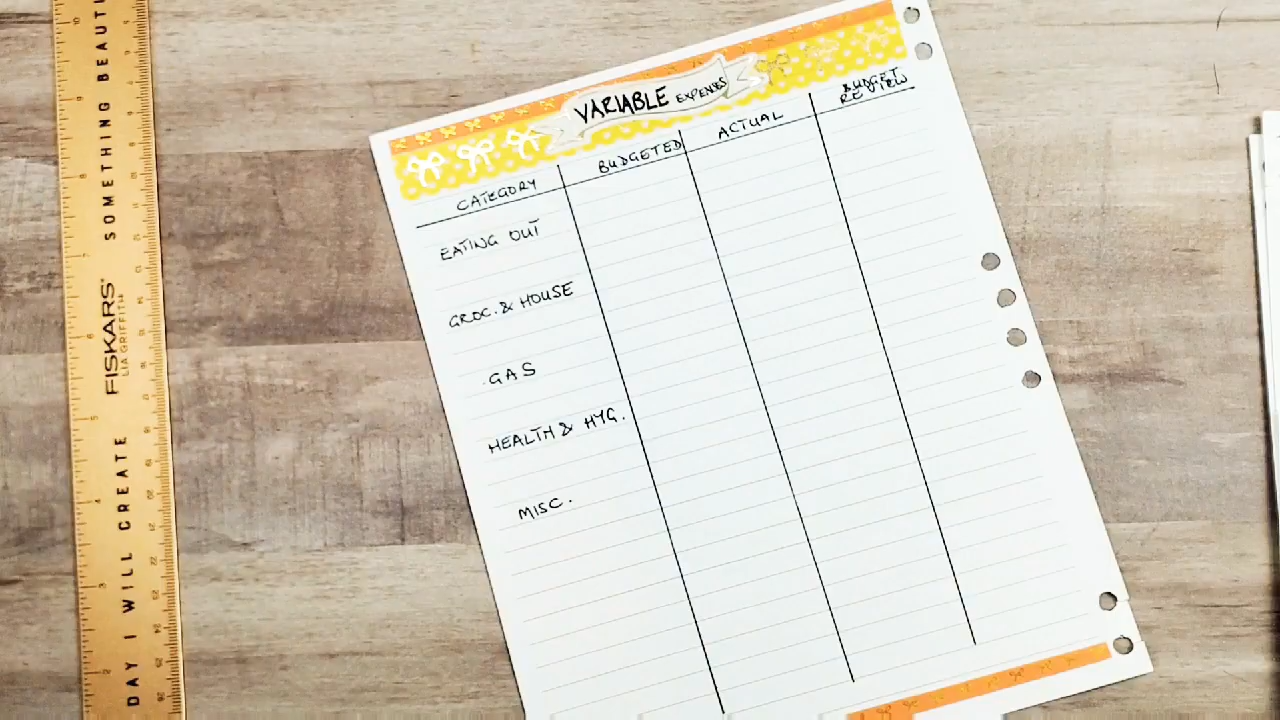 VARIABLE EXPENSES
CATEGORY BUDGETED ACTUAL BUDGET REVIEW
EATING OUT
GROC. & HOUSE
GAS
HEALTH & HYG.
MISC.
DAY I WILL CREATE SOMETHING BEAUTI
FISKARS®
LIA GRIFFITH™